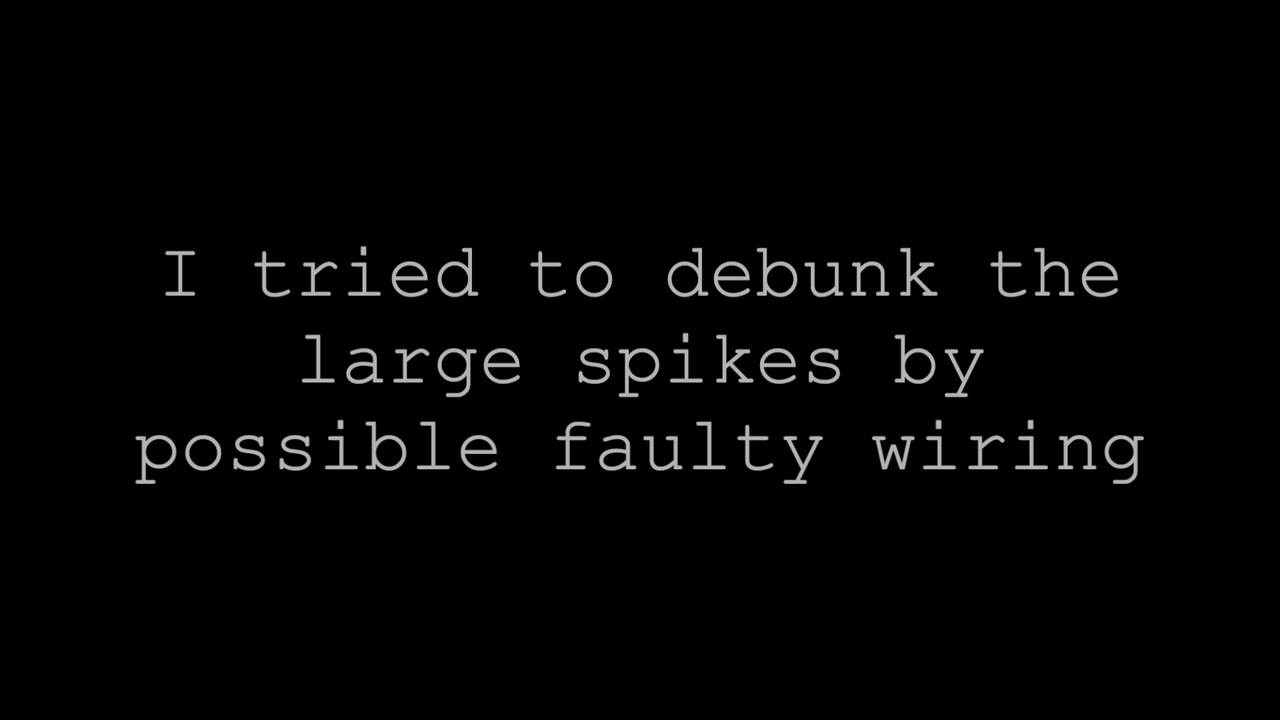 I tried to debunk the
large spikes by
possible faulty wiring